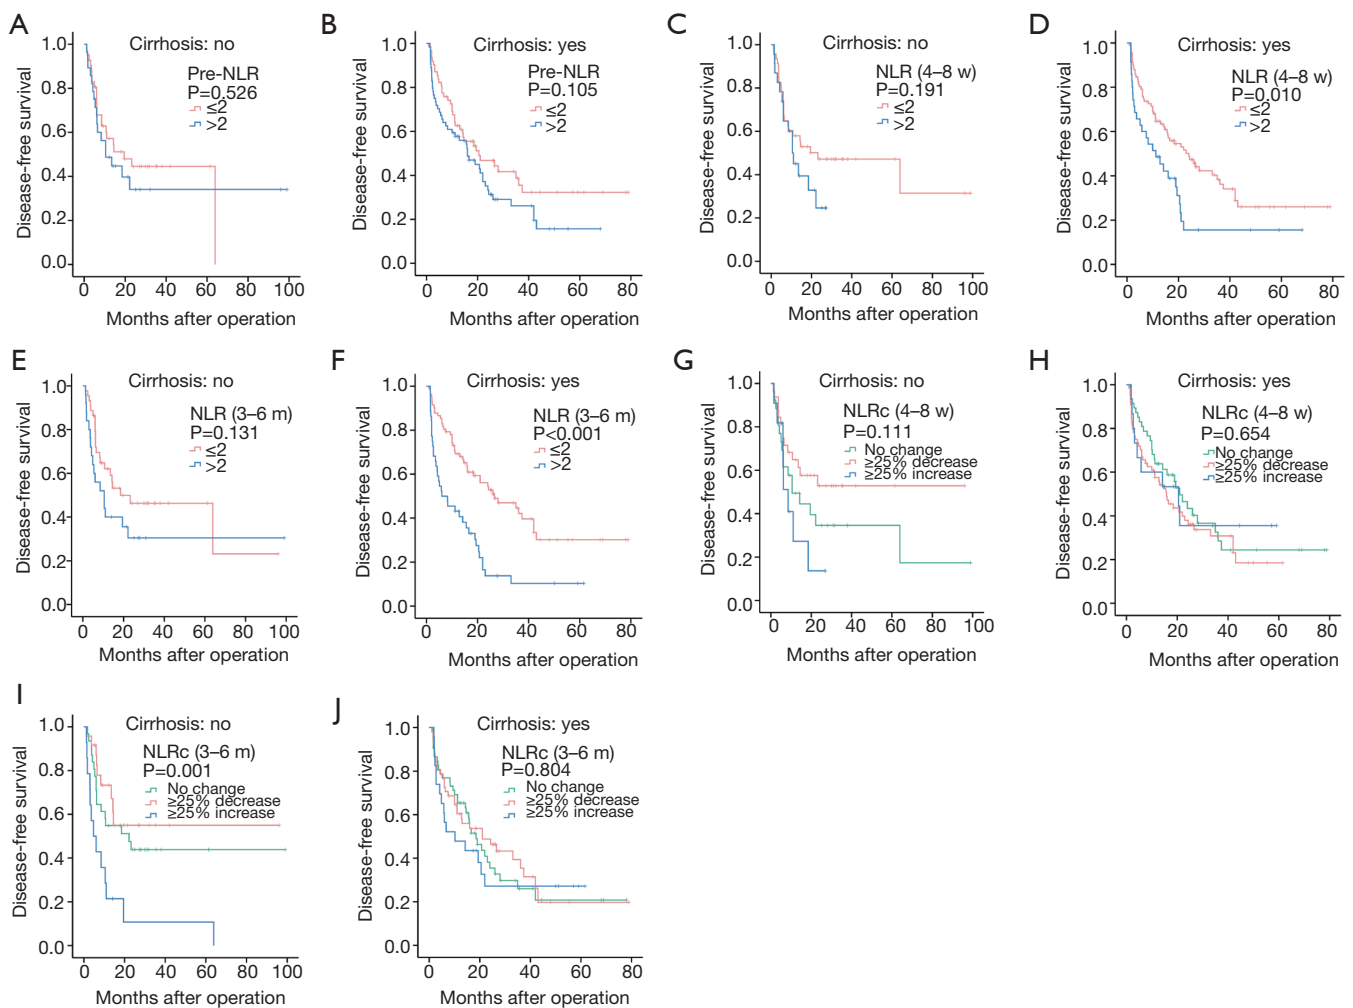 A
Cirrhosis: no
Pre-NLR
P=0.526
≤2
>2
Disease-free survival
1.0
0.8
0.6
0.4
0.2
0.0
0 20 40 60 80 100
Months after operation
B
Cirrhosis: yes
Pre-NLR
P=0.105
≤2
>2
Disease-free survival
1.0
0.8
0.6
0.4
0.2
0.0
0 20 40 60 80
Months after operation
C
Cirrhosis: no
NLR (4–8 w)
P=0.191
≤2
>2
Disease-free survival
1.0
0.8
0.6
0.4
0.2
0.0
0 20 40 60 80 100
Months after operation
D
Cirrhosis: yes
NLR (4–8 w)
P=0.010
≤2
>2
Disease-free survival
1.0
0.8
0.6
0.4
0.2
0.0
0 20 40 60 80
Months after operation
E
Cirrhosis: no
NLR (3–6 m)
P=0.131
≤2
>2
Disease-free survival
1.0
0.8
0.6
0.4
0.2
0.0
0 20 40 60 80 100
Months after operation
F
Cirrhosis: yes
NLR (3–6 m)
P<0.001
≤2
>2
Disease-free survival
1.0
0.8
0.6
0.4
0.2
0.0
0 20 40 60 80
Months after operation
G
Cirrhosis: no
NLRc (4–8 w)
P=0.111
No change
≥25% decrease
≥25% increase
Disease-free survival
1.0
0.8
0.6
0.4
0.2
0.0
0 20 40 60 80 100
Months after operation
H
Cirrhosis: yes
NLRc (4–8 w)
P=0.654
No change
≥25% decrease
≥25% increase
Disease-free survival
1.0
0.8
0.6
0.4
0.2
0.0
0 20 40 60 80
Months after operation
I
Cirrhosis: no
NLRc (3–6 m)
P=0.001
No change
≥25% decrease
≥25% increase
Disease-free survival
1.0
0.8
0.6
0.4
0.2
0.0
0 20 40 60 80 100
Months after operation
J
Cirrhosis: yes
NLRc (3–6 m)
P=0.804
No change
≥25% decrease
≥25% increase
Disease-free survival
1.0
0.8
0.6
0.4
0.2
0.0
0 20 40 60 80
Months after operation